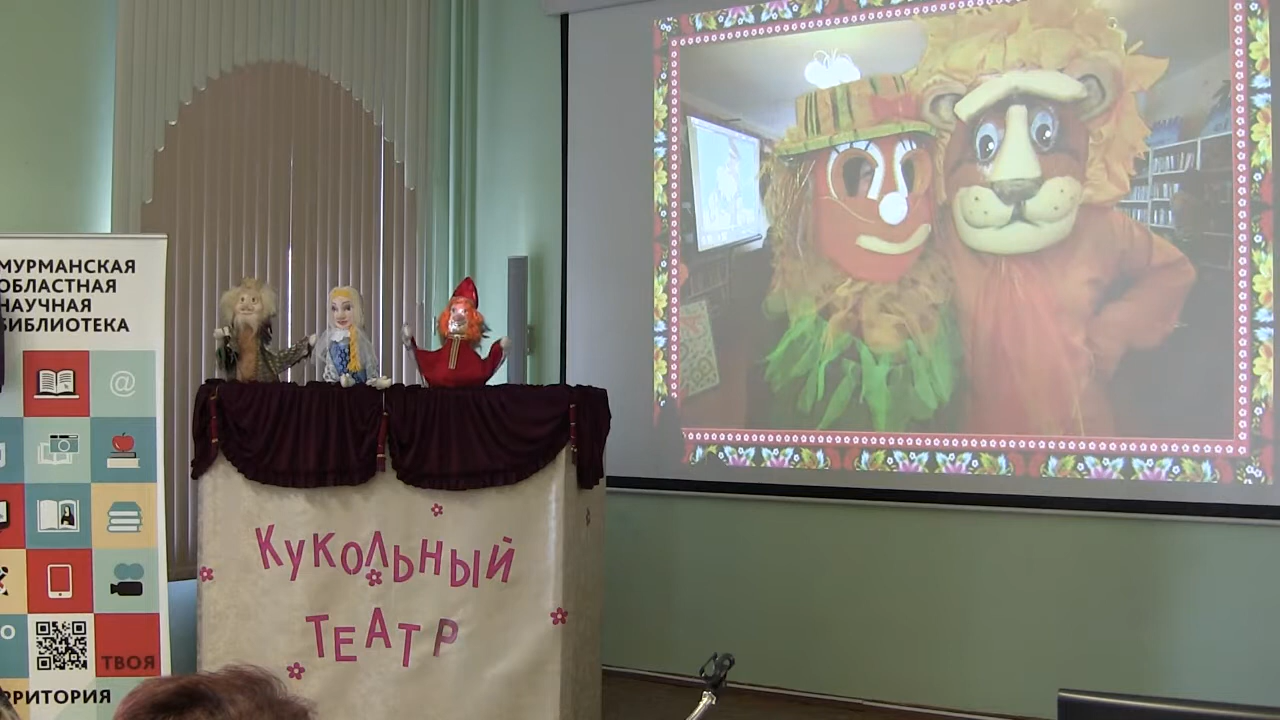 МУРМАНСКАЯ
ОБЛАСТНАЯ
НАУЧНАЯ
БИБЛИОТЕКА
@
ТВОЯ
РРИТОРИЯ
Кукольный
ТЕАТР